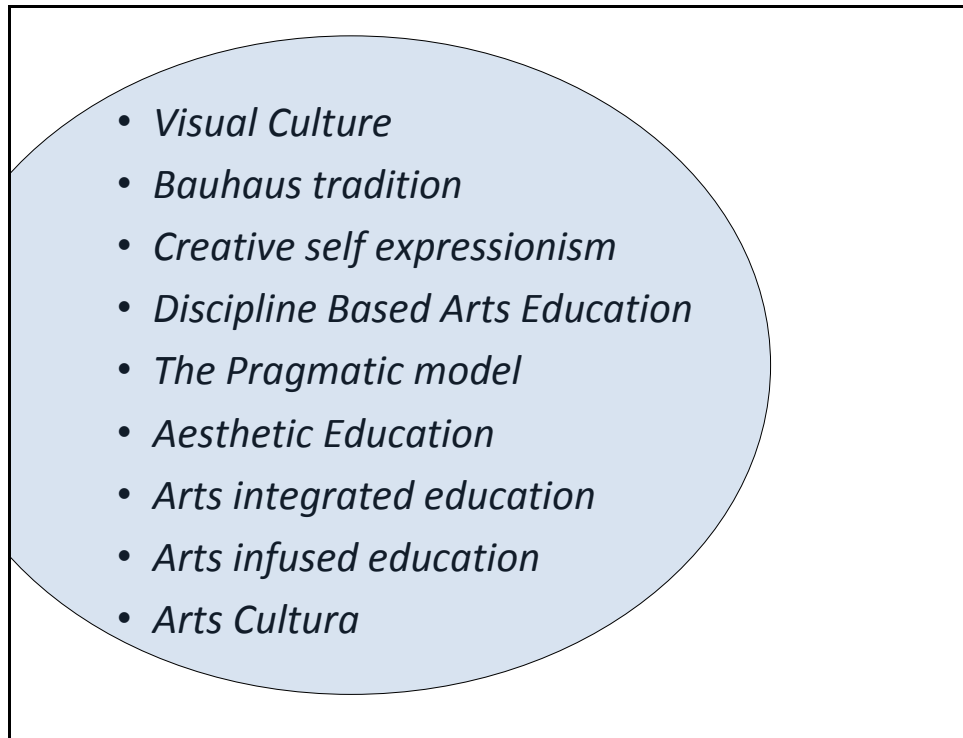 • Visual Culture
• Bauhaus tradition
• Creative self expressionism
• Discipline Based Arts Education
• The Pragmatic model
• Aesthetic Education
• Arts integrated education
• Arts infused education
• Arts Cultura